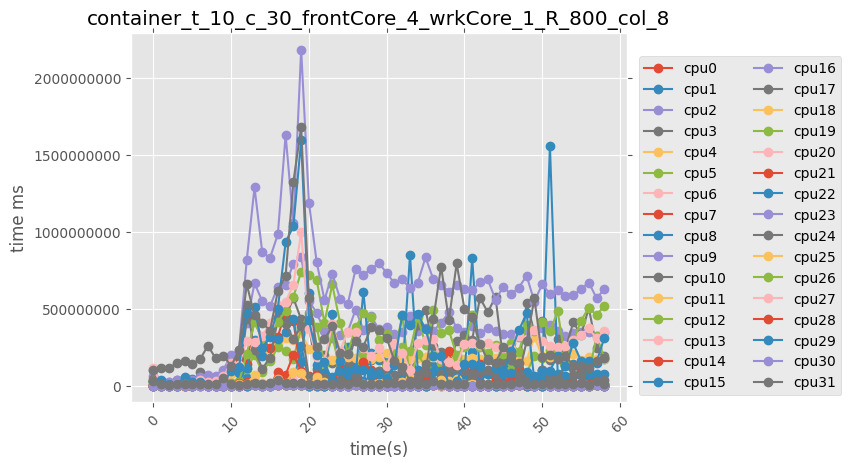 container_t_10_c_30_frontCore_4_wrkCore_1_R_800_col_8
time ms
2000000000
1500000000
1000000000
500000000
0
0
10
20
30
40
50
60
time(s)
cpu0
cpu1
cpu2
cpu3
cpu4
cpu5
cpu6
cpu7
cpu8
cpu9
cpu10
cpu11
cpu12
cpu13
cpu14
cpu15
cpu16
cpu17
cpu18
cpu19
cpu20
cpu21
cpu22
cpu23
cpu24
cpu25
cpu26
cpu27
cpu28
cpu29
cpu30
cpu31